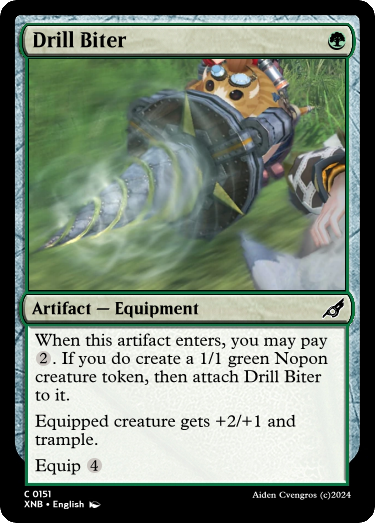 Drill Biter
Artifact — Equipment
When this artifact enters, you may pay
2. If you do create a 1/1 green Nopon
creature token, then attach Drill Biter
to it.
Equipped creature gets +2/+1 and
trample.
Equip 4
C 0151
XNB • English
Aiden Cvengros (c)2024